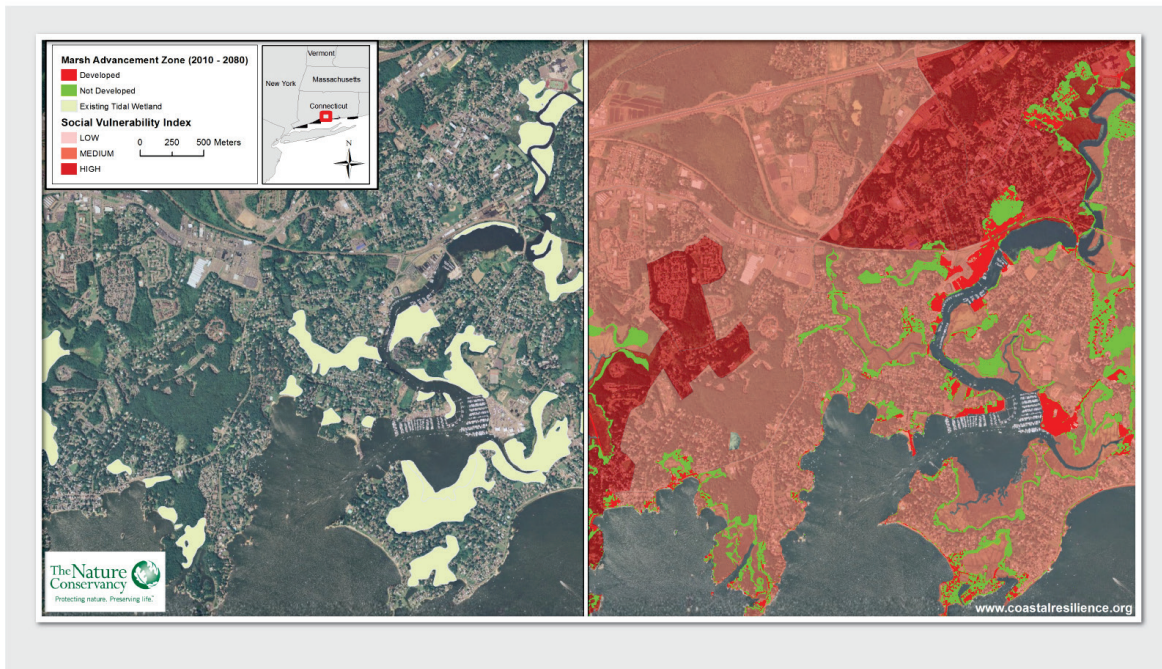 Marsh Advancement Zone (2010 - 2080)
Developed
Not Developed
Existing Tidal Wetland
Social Vulnerability Index
LOW
MEDIUM
HIGH
0 250 500 Meters
Vermont
New York
Massachusetts
Connecticut
N
The Nature
Conservancy
Protecting nature. Preserving life.™
www.coastalresilience.org